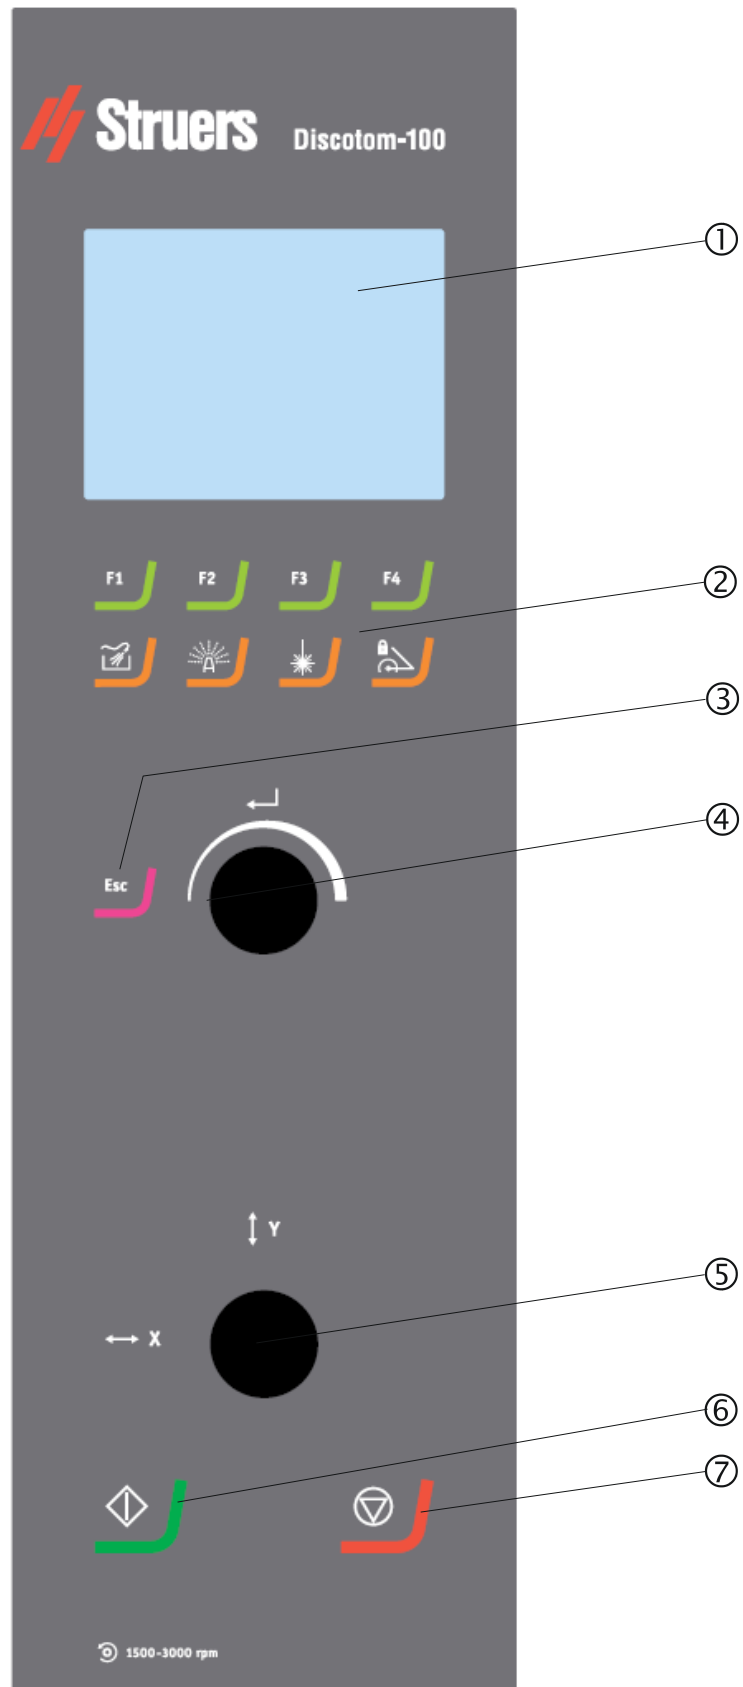 Struers Discotom-100
①
F1 F2 F3 F4
②
③
④
Esc
Y
⑤
X
⑥
⑦
1500-3000 rpm